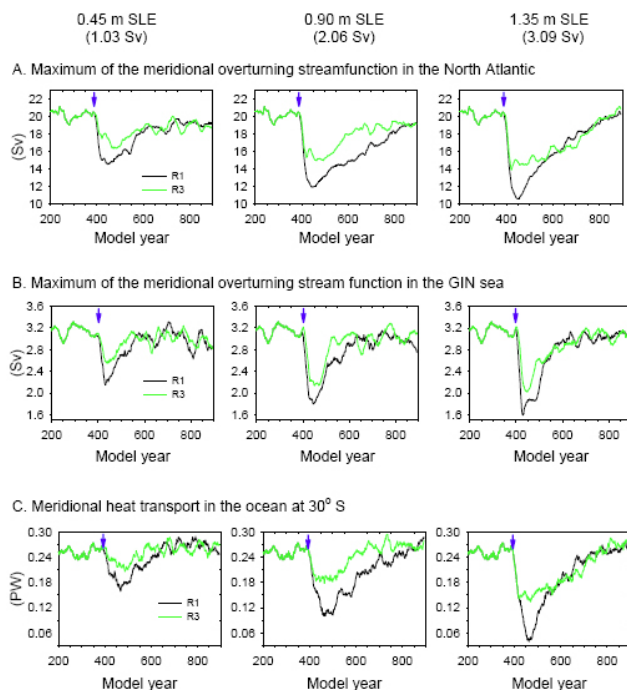 0.45 m SLE
(1.03 Sv)
0.90 m SLE
(2.06 Sv)
1.35 m SLE
(3.09 Sv)
A. Maximum of the meridional overturning streamfunction in the North Atlantic
22
20
18
16
14
12
10
(Sv)
R1
R3
200 400 600 800
Model year
22
20
18
16
14
12
10
200 400 600 800
Model year
22
20
18
16
14
12
10
200 400 600 800
Model year
B. Maximum of the meridional overturning stream function in the GIN sea
3.6
3.2
2.8
2.4
2.0
1.6
(Sv)
R1
R3
200 400 600 800
Model year
3.6
3.2
2.8
2.4
2.0
1.6
200 400 600 800
Model year
3.6
3.2
2.8
2.4
2.0
1.6
200 400 600 800
Model year
C. Meridional heat transport in the ocean at 30° S
0.30
0.24
0.18
0.12
0.06
(PW)
R1
R3
200 400 600 800
Model year
0.30
0.24
0.18
0.12
0.06
200 400 600 800
Model year
0.30
0.24
0.18
0.12
0.06
200 400 600 800
Model year